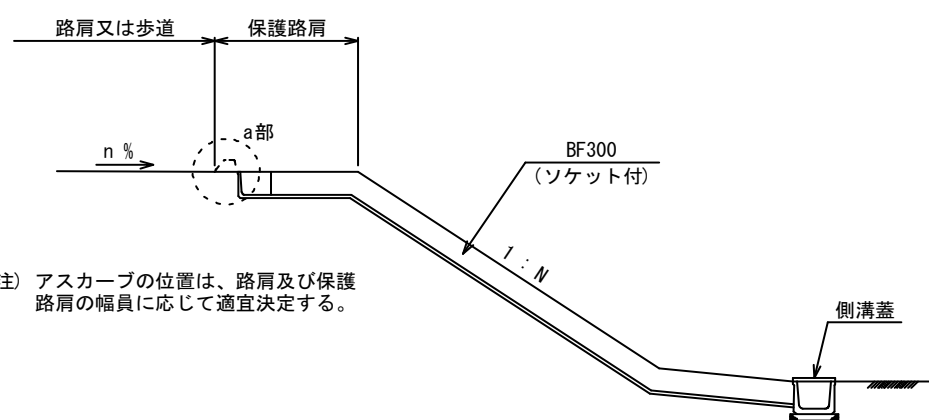 路肩又は歩道
保護路肩
a部
n %
BF300
(ソケット付)
1 : N
注) アスカーブの位置は、路肩及び保護
路肩の幅員に応じて適宜決定する。
側溝蓋